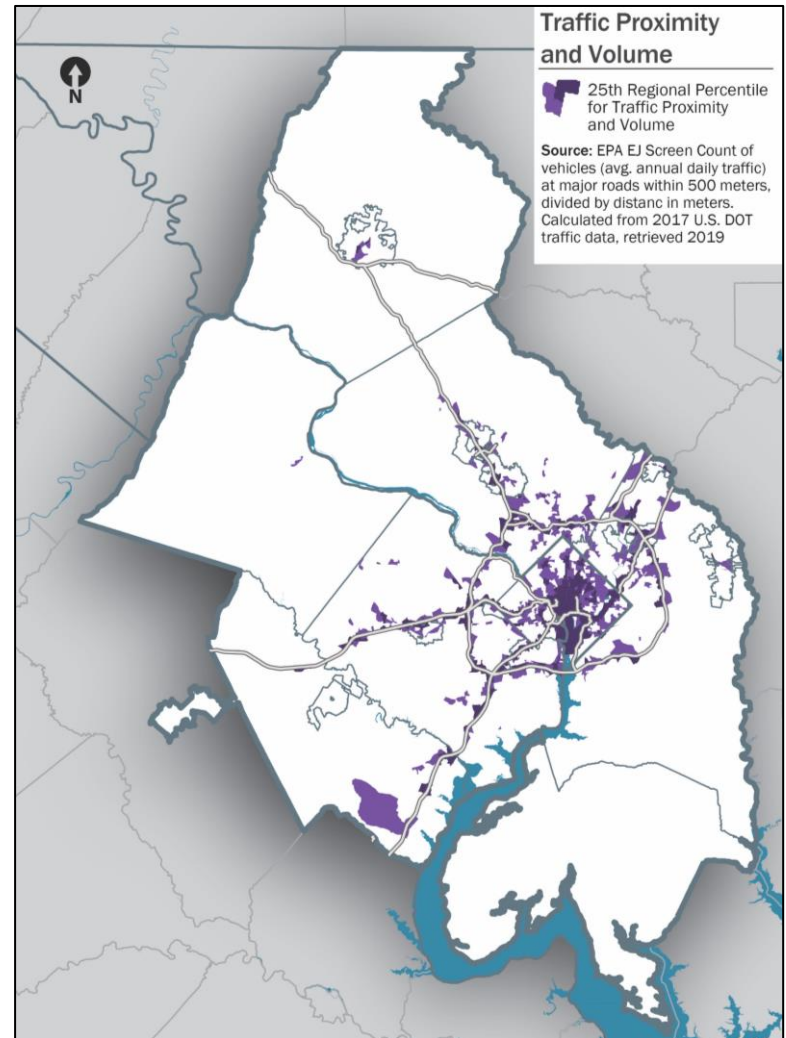 Traffic Proximity
and Volume
25th Regional Percentile
for Traffic Proximity
and Volume
Source: EPA EJ Screen Count of
vehicles (avg. annual daily traffic)
at major roads within 500 meters,
divided by distanc in meters.
Calculated from 2017 U.S. DOT
traffic data, retrieved 2019
N